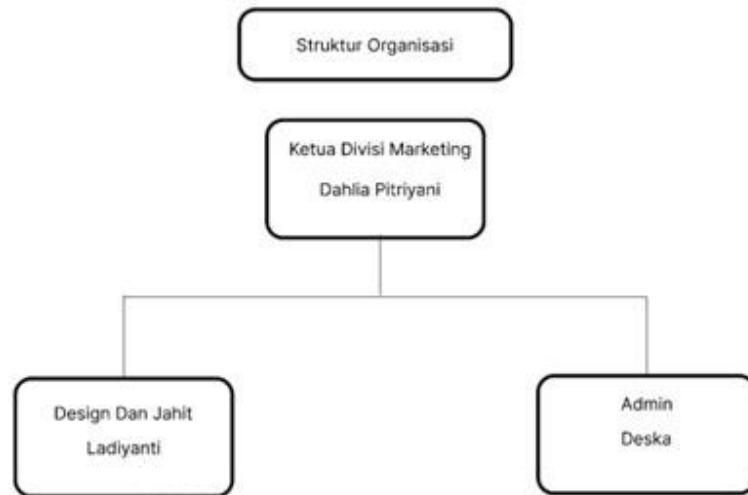 Struktur Organisasi
Ketua Divisi Marketing
Dahlia Pitriyani
Design Dan Jahit
Ladiyanti
Admin
Deska